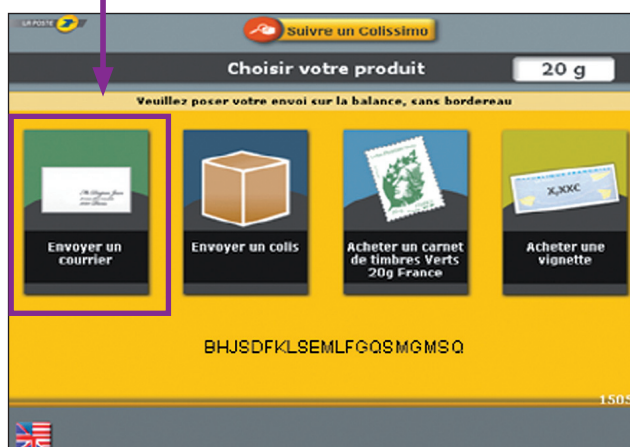 LA POSTE
Suivre un Colissimo
Choisir votre produit
20 g
Veuillez poser votre envoi sur la balance, sans bordereau
Envoyer un
courrier
Envoyer un colis
Acheter un carnet
de timbres Verts
20g France
X,XX€
Acheter une
vignette
BHJSDFKLSEMLFGQSMGMSQ
1505